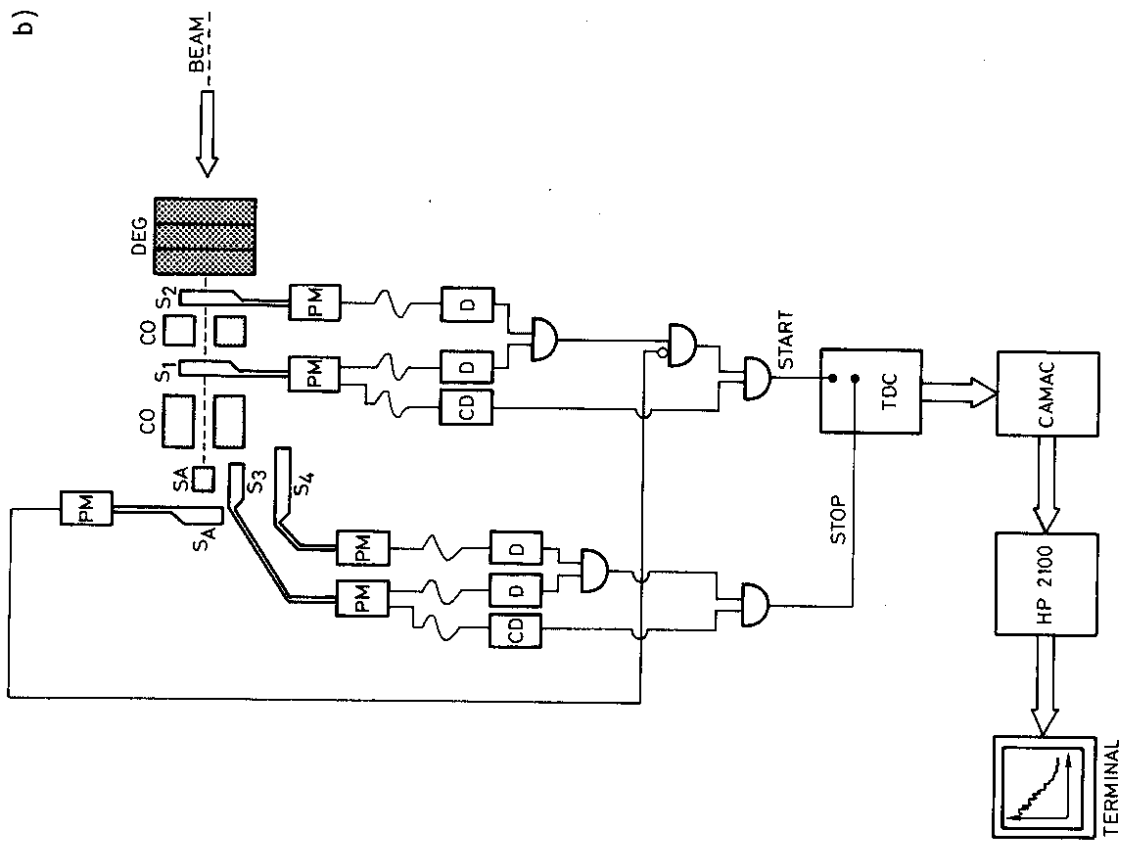 b)
BEAM
DEG
S2
CO
S1
CO
SA
S3
S4
SA
PM
PM
PM
PM
PM
D
D
CD
D
D
CD
START
STOP
TDC
CAMAC
HP 2100
TERMINAL